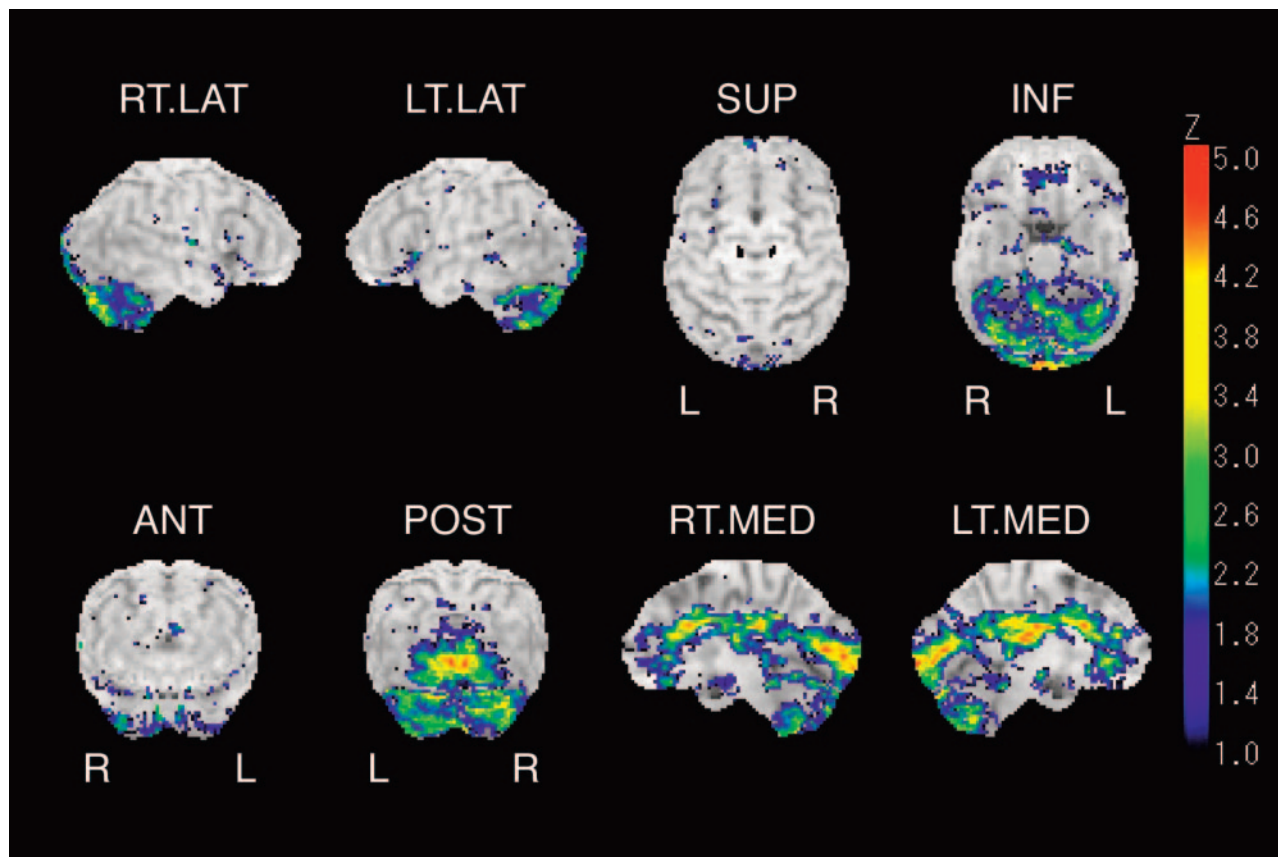 RT.LAT LT.LAT SUP INF
Z
5.0
4.6
4.2
3.8
3.4
3.0
2.6
2.2
1.8
1.4
1.0
L R R L
ANT POST RT.MED LT.MED
R L L R